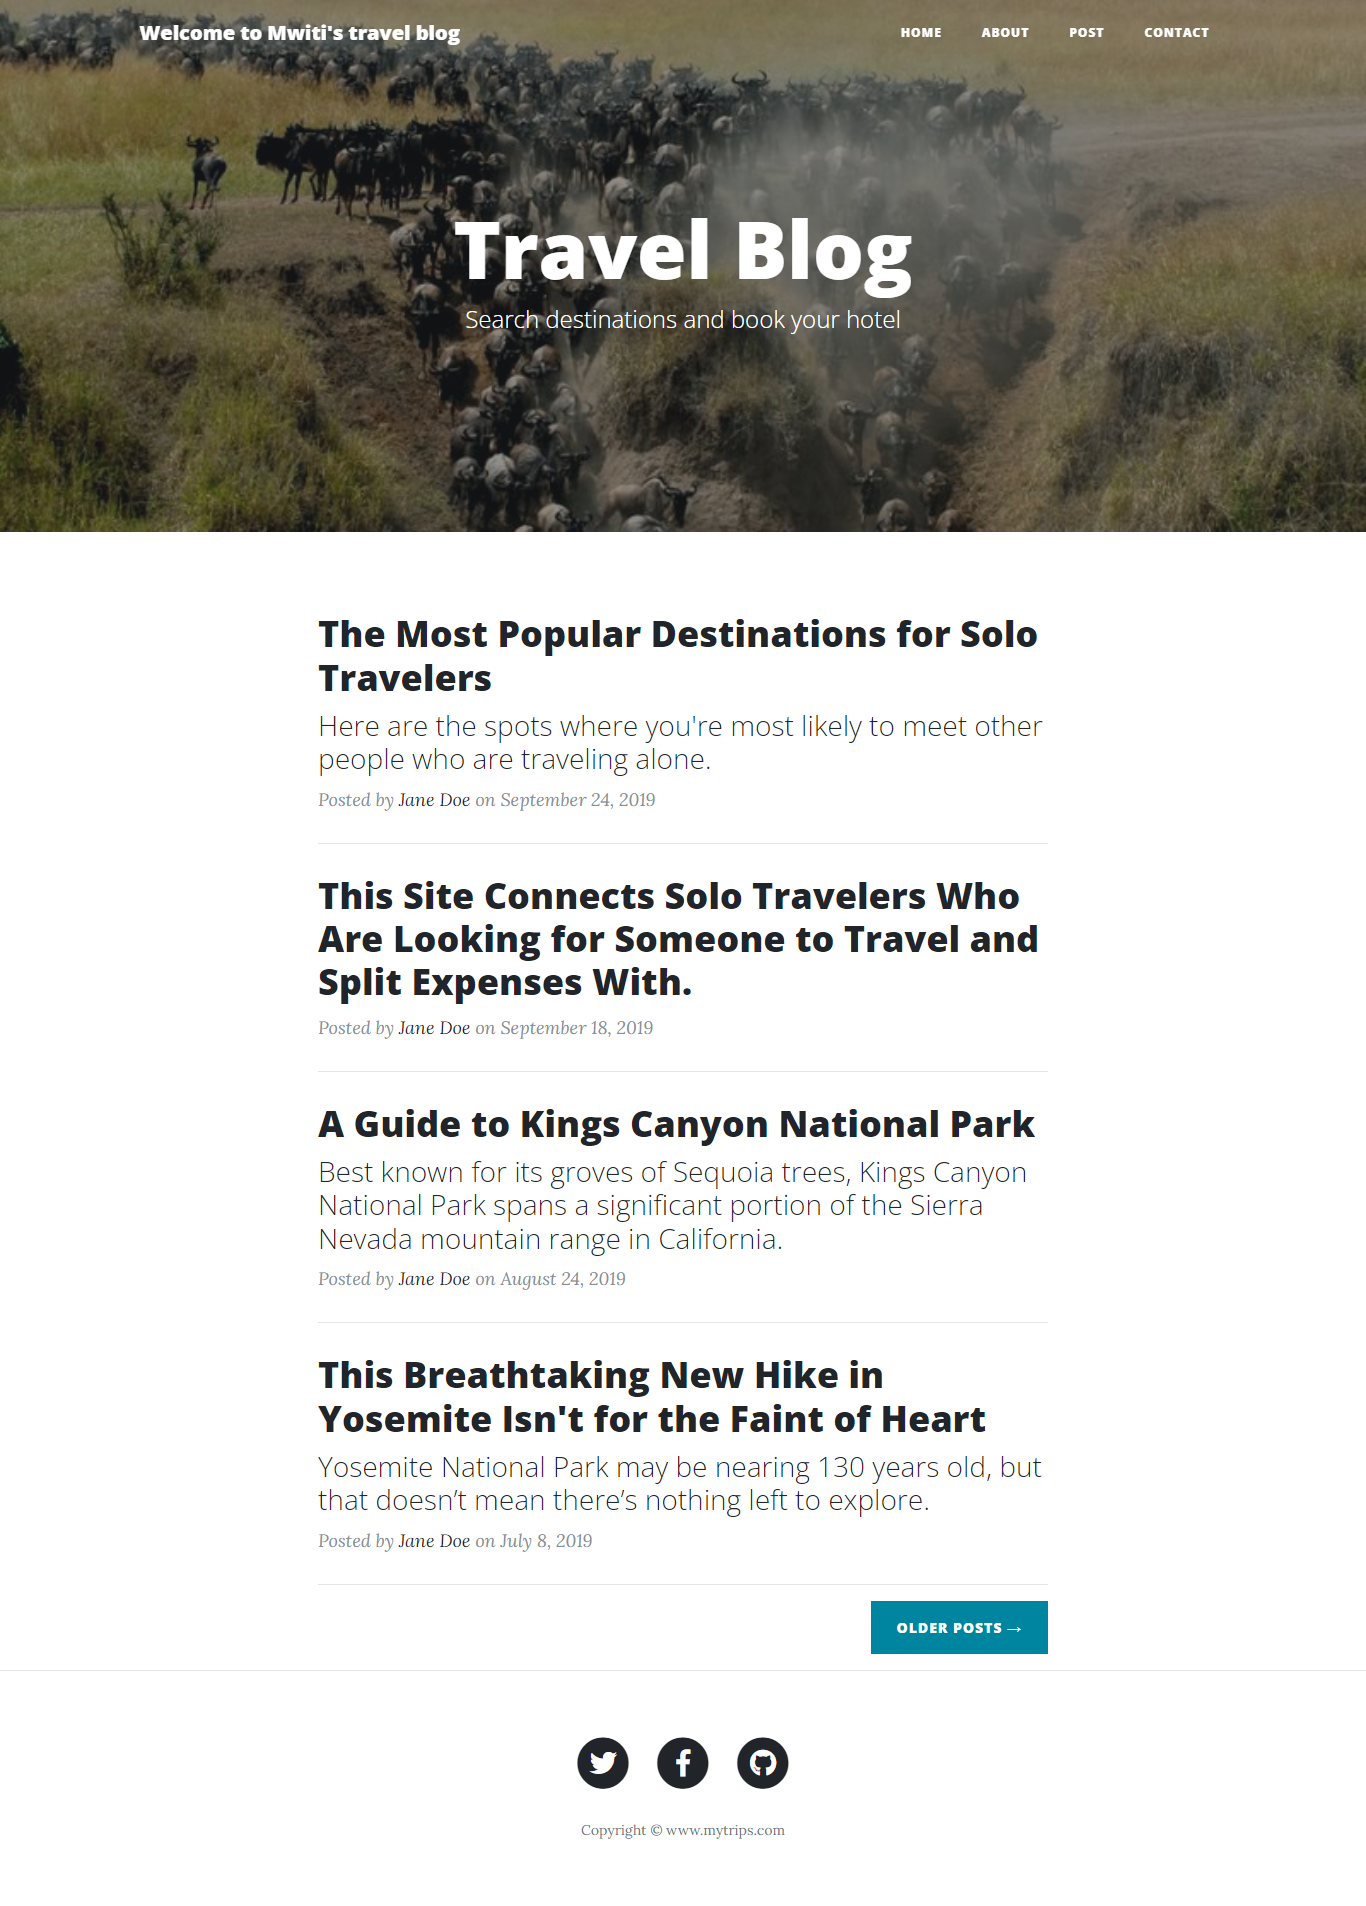 Welcome to Mwiti's travel blog
HOME ABOUT POST CONTACT
Travel Blog
Search destinations and book your hotel
The Most Popular Destinations for Solo
Travelers
Here are the spots where you're most likely to meet other
people who are traveling alone.
Posted by Jane Doe on September 24, 2019
This Site Connects Solo Travelers Who
Are Looking for Someone to Travel and
Split Expenses With.
Posted by Jane Doe on September 18, 2019
A Guide to Kings Canyon National Park
Best known for its groves of Sequoia trees, Kings Canyon
National Park spans a significant portion of the Sierra
Nevada mountain range in California.
Posted by Jane Doe on August 24, 2019
This Breathtaking New Hike in
Yosemite Isn't for the Faint of Heart
Yosemite National Park may be nearing 130 years old, but
that doesn’t mean there’s nothing left to explore.
Posted by Jane Doe on July 8, 2019
OLDER POSTS →
Copyright © www.mytrips.com